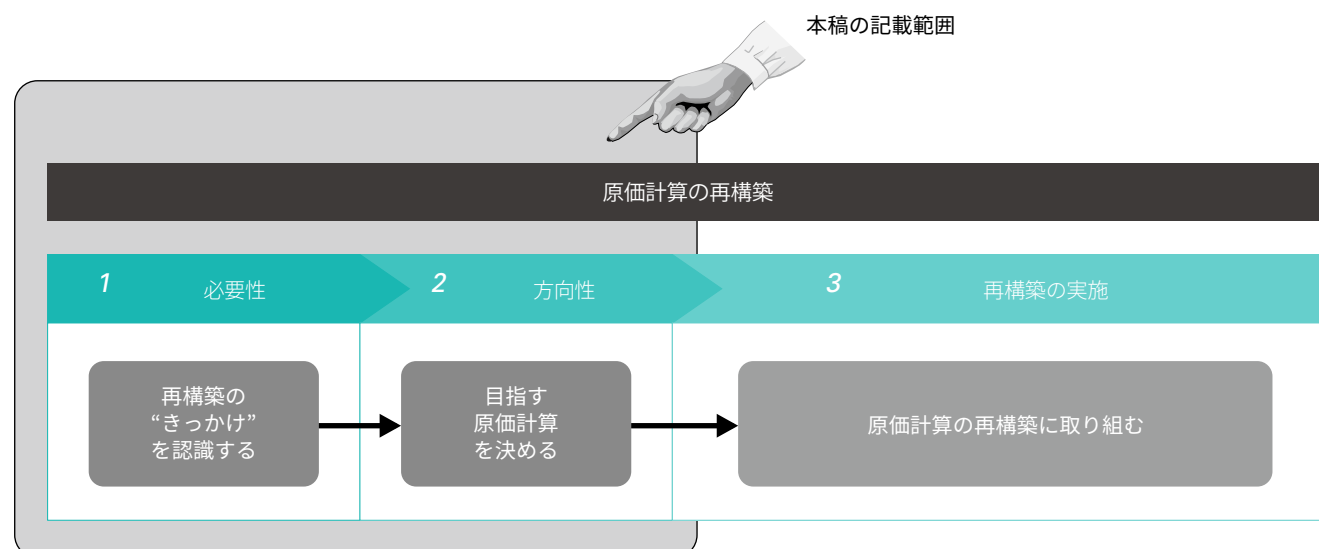 本稿の記載範囲
原価計算の再構築
1 必要性
2 方向性
3 再構築の実施
再構築の
“きっかけ”
を認識する
目指す
原価計算
を決める
原価計算の再構築に取り組む